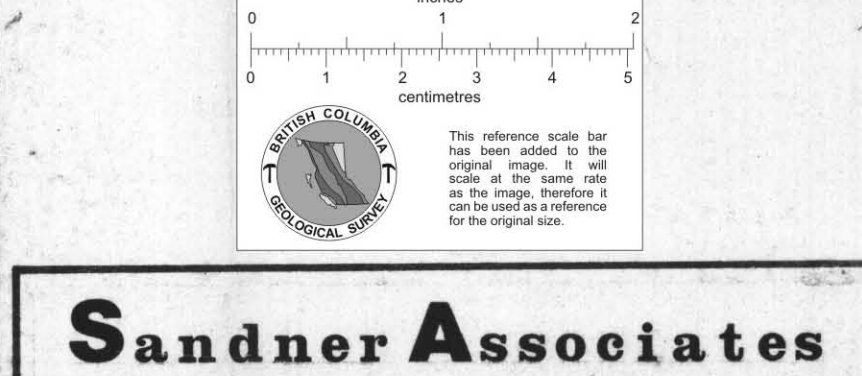 inches
0 1 2
0 1 2 3 4 5
centimetres
BRITISH COLUMBIA
GEOLOGICAL SURVEY
This reference scale bar
has been added to the
original image. It will
scale at the same rate
as the image, therefore it
can be used as a reference
for the original size.
Sandner Associates